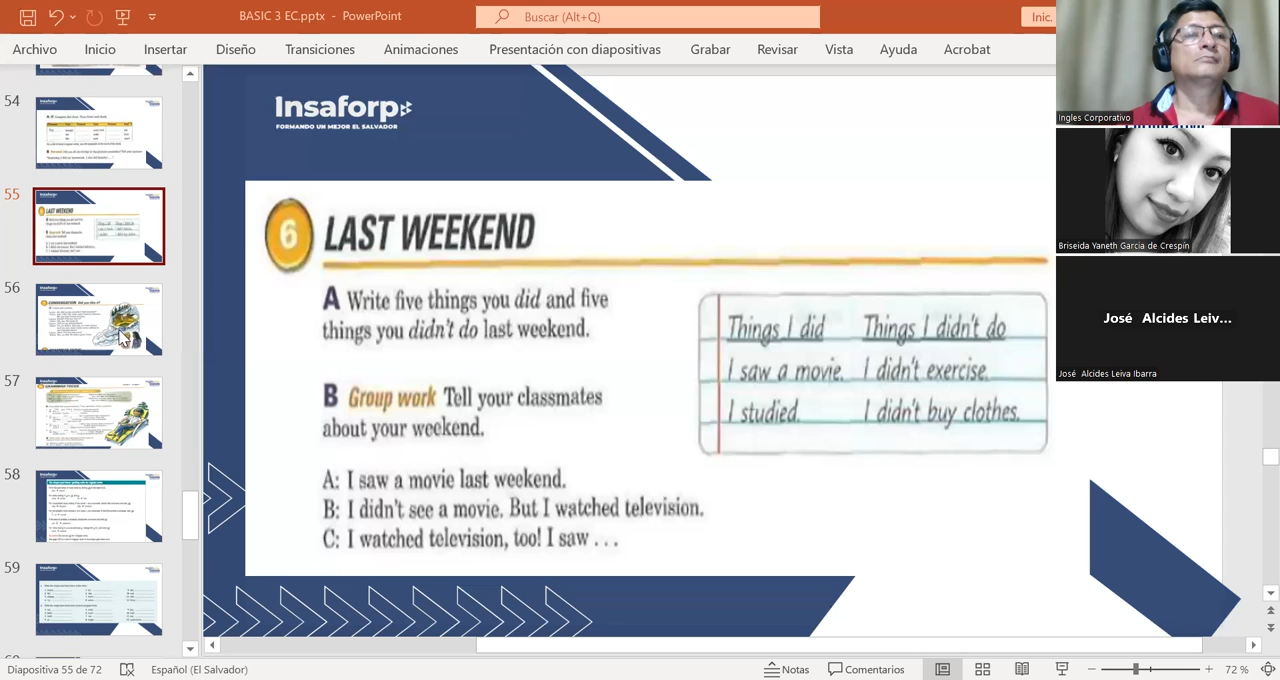 BASIC 3 EC.pptx - PowerPoint
Buscar (Alt+Q)
Inic.
Archivo Inicio Insertar Diseño Transiciones Animaciones Presentación con diapositivas Grabar Revisar Vista Ayuda Acrobat
54
55
LAST WEEKEND
56
57
58
59
Insaforp
FORMANDO UN MEJOR EL SALVADOR
6 LAST WEEKEND
A Write five things you did and five
things you didn't do last weekend.
B Group work Tell your classmates
about your weekend.
A: I saw a movie last weekend.
B: I didn't see a movie. But I watched television.
C: I watched television, too! I saw . . .
Things I did Things I didn't do
I saw a movie. I didn't exercise.
I studied. I didn't buy clothes.
Ingles Corporativo
Briseida Yaneth Garcia de Crespin
José Alcides Leiv...
José Alcides Leiva Ibarra
Diapositiva 55 de 72
Español (El Salvador)
Notas
Comentarios
72 %